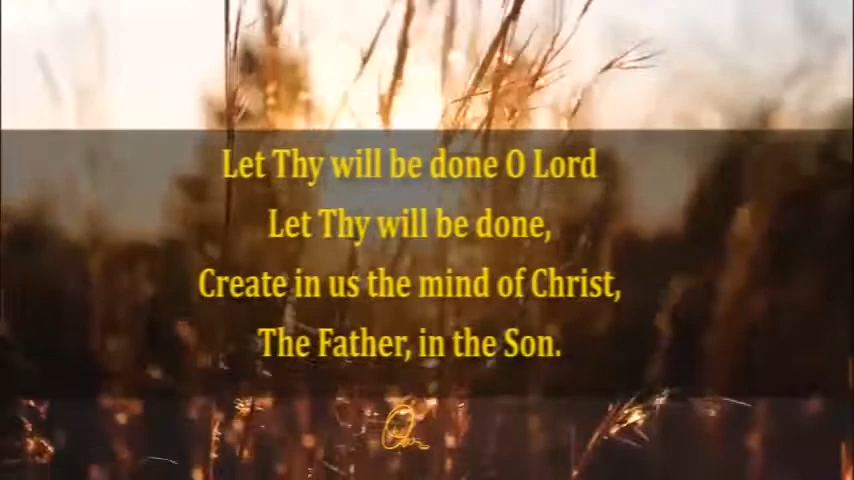 Let Thy will be done O Lord
Let Thy will be done,
Create in us the mind of Christ,
The Father, in the Son.